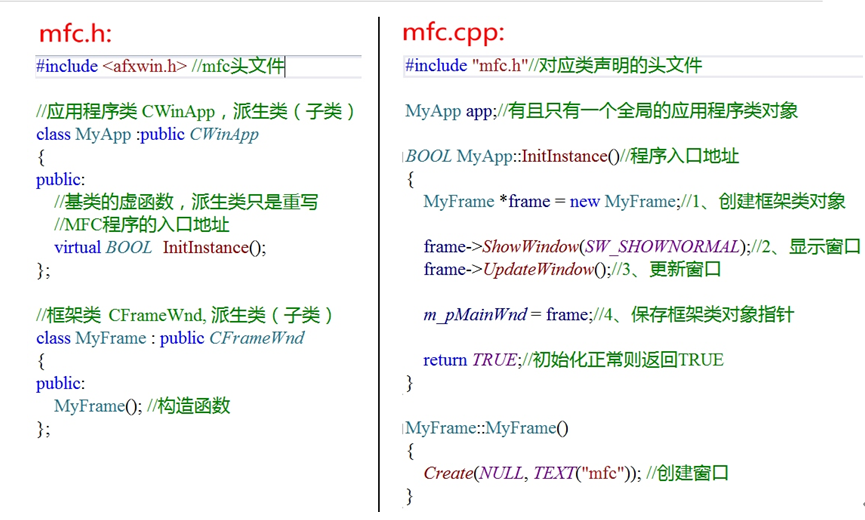 mfc.h:
#include <afxwin.h> //mfc头文件
//应用程序类 CWinApp，派生类（子类）
class MyApp :public CWinApp
{
public:
//基类的虚函数，派生类只是重写
//MFC程序的入口地址
virtual BOOL InitInstance();
};
//框架类 CFrameWnd, 派生类（子类）
class MyFrame : public CFrameWnd
{
public:
MyFrame(); //构造函数
};
mfc.cpp:
#include "mfc.h"//对应类声明的头文件
MyApp app;//有且只有一个全局的应用程序类对象
BOOL MyApp::InitInstance()//程序入口地址
{
MyFrame *frame = new MyFrame;//1、创建框架类对象
frame->ShowWindow(SW_SHOWNORMAL);//2、显示窗口
frame->UpdateWindow();//3、更新窗口
m_pMainWnd = frame;//4、保存框架类对象指针
return TRUE;//初始化正常则返回TRUE
}
MyFrame::MyFrame()
{
Create(NULL, TEXT("mfc")); //创建窗口
}